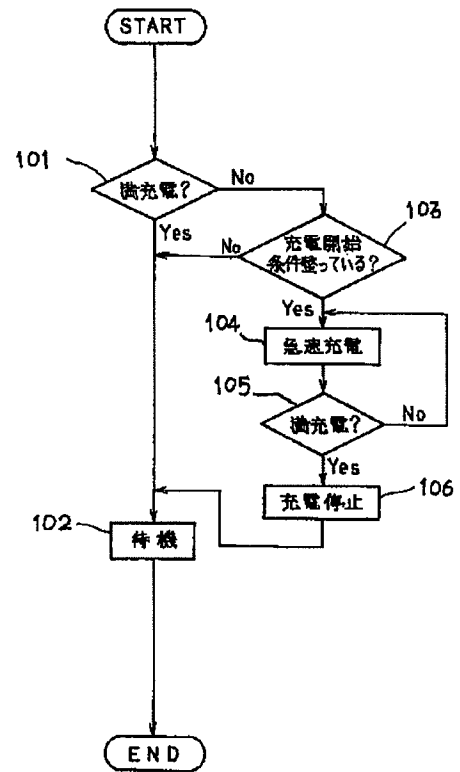 START
101
満充電?
No
Yes
103
No
充電開始
条件整っている?
Yes
104
急速充電
105
満充電?
No
Yes
106
充電停止
102
待機
END